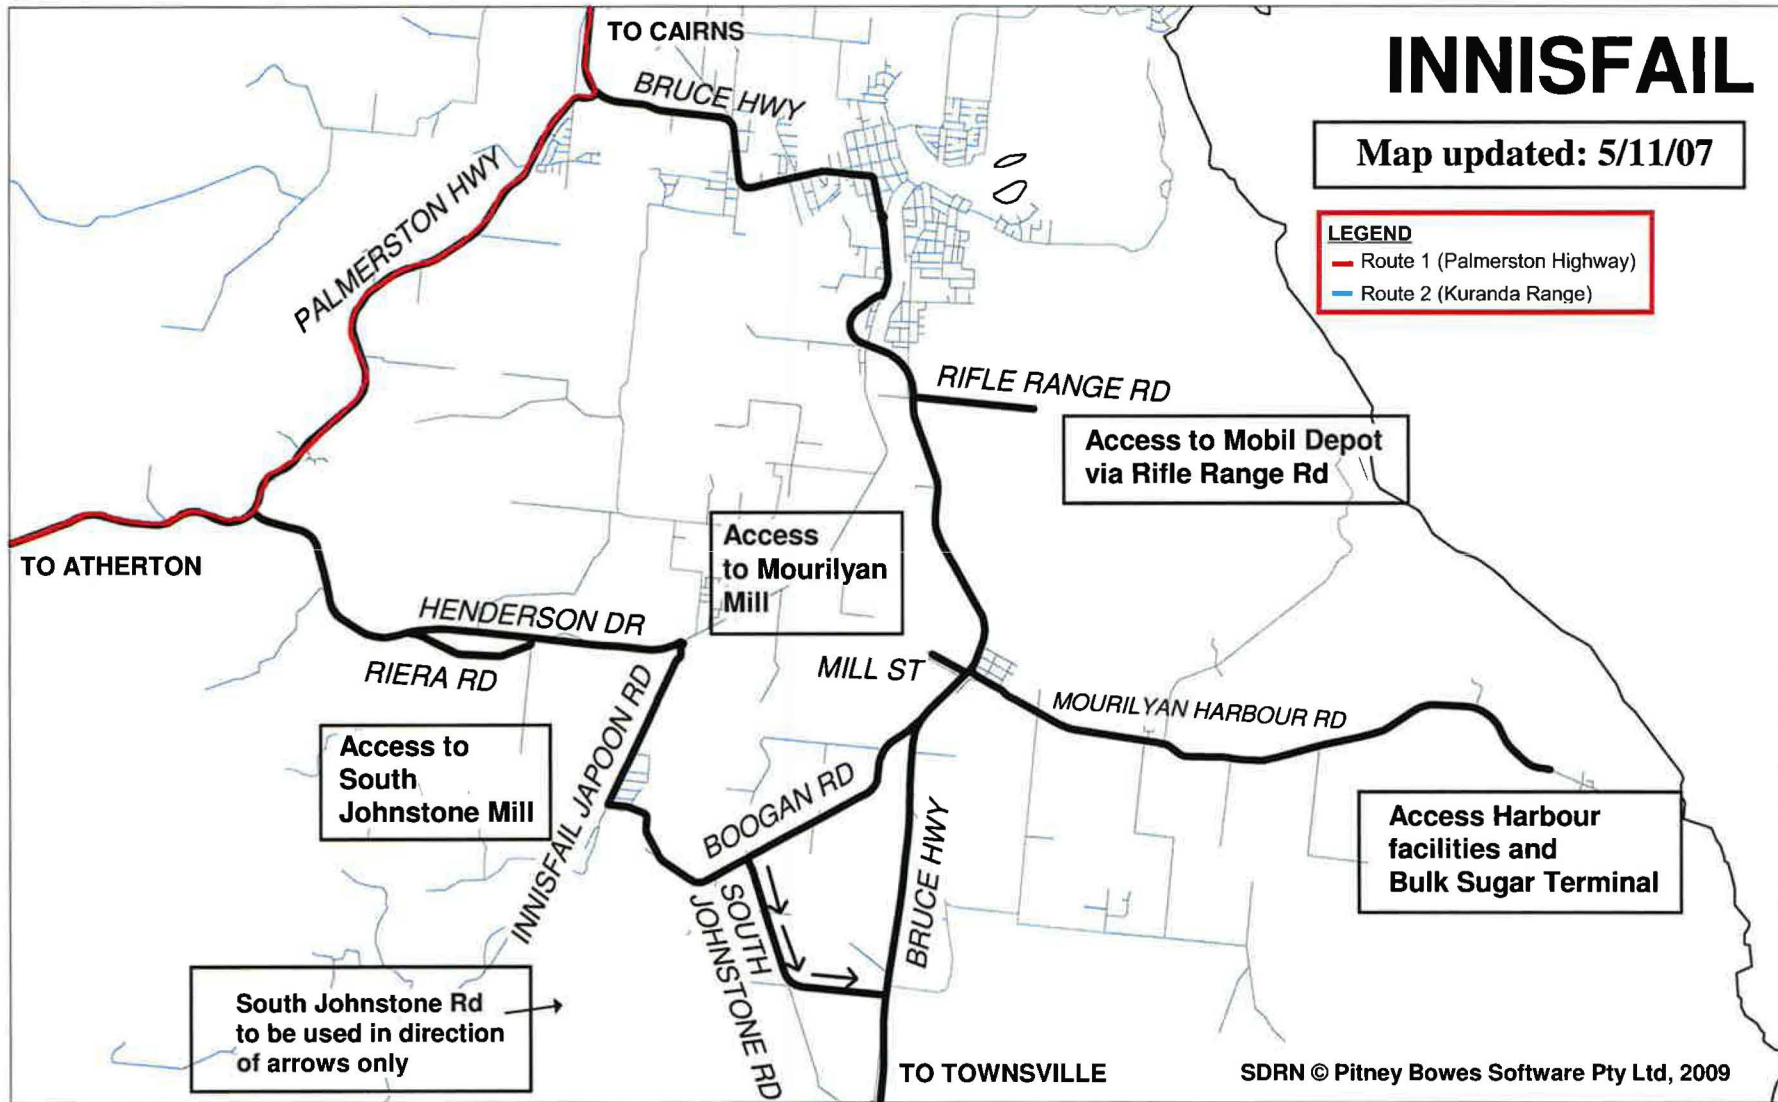 TO CAIRNS
INNISFAIL
BRUCE HWY
Map updated: 5/11/07
PALMERSTON HWY
LEGEND
Route 1 (Palmerston Highway)
Route 2 (Kuranda Range)
RIFLE RANGE RD
Access to Mobil Depot
via Rifle Range Rd
TO ATHERTON
Access
to Mourilyan
Mill
HENDERSON DR
RIERA RD
MILL ST
MOURILYAN HARBOUR RD
Access to
South
Johnstone Mill
INNISFAIL JAPOON RD
BOOGAN RD
BRUCE HWY
Access Harbour
facilities and
Bulk Sugar Terminal
SOUTH
JOHNSTONE RD
South Johnstone Rd
to be used in direction
of arrows only
TO TOWNSVILLE
SDRN © Pitney Bowes Software Pty Ltd, 2009